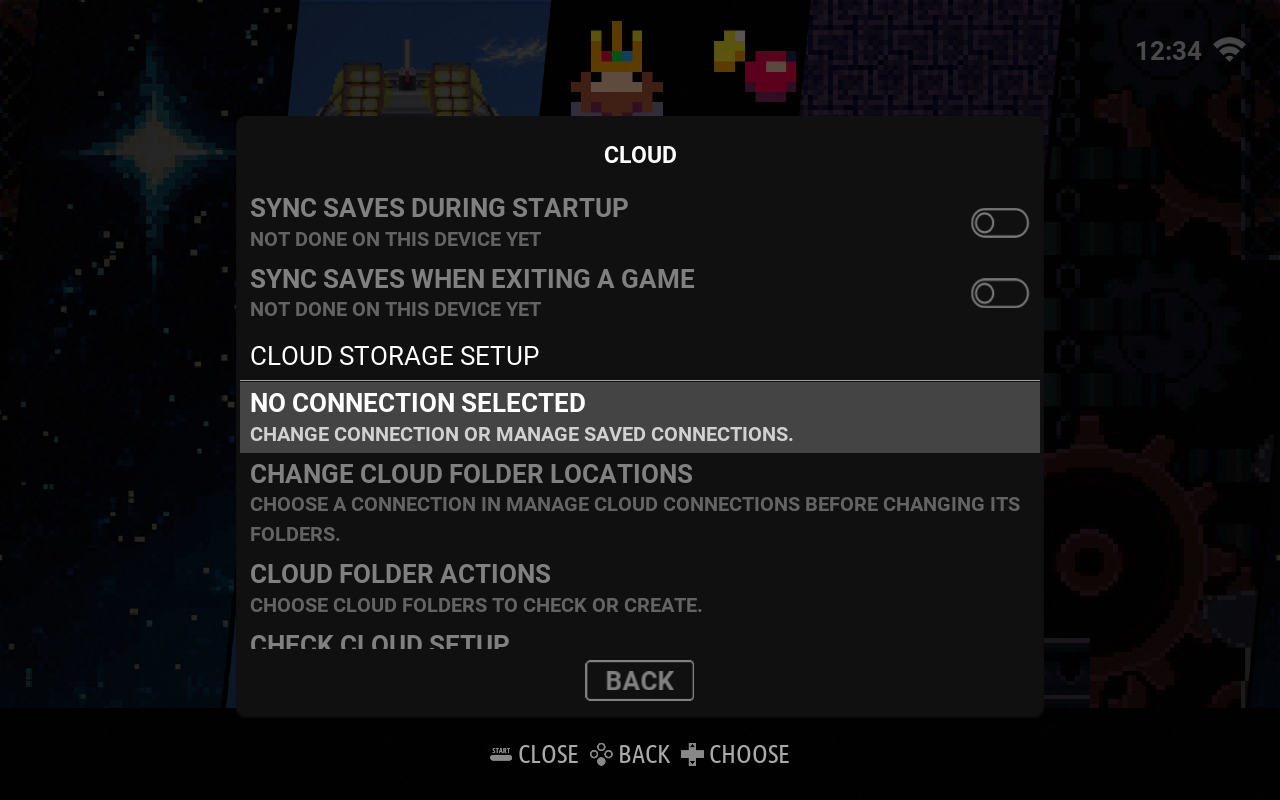 12:34
CLOUD
SYNC SAVES DURING STARTUP
NOT DONE ON THIS DEVICE YET
SYNC SAVES WHEN EXITING A GAME
NOT DONE ON THIS DEVICE YET
CLOUD STORAGE SETUP
NO CONNECTION SELECTED
CHANGE CONNECTION OR MANAGE SAVED CONNECTIONS.
CHANGE CLOUD FOLDER LOCATIONS
CHOOSE A CONNECTION IN MANAGE CLOUD CONNECTIONS BEFORE CHANGING ITS
FOLDERS.
CLOUD FOLDER ACTIONS
CHOOSE CLOUD FOLDERS TO CHECK OR CREATE.
CHECK CLOUD SETUP
BACK
START CLOSE BACK CHOOSE